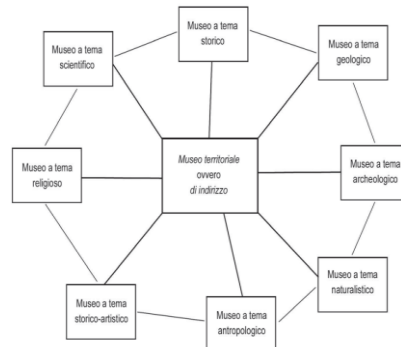 Museo a tema
storico
Museo a tema
scientifico
Museo a tema
geologico
Museo territoriale
ovvero
di indirizzo
Museo a tema
religioso
Museo a tema
archeologico
Museo a tema
naturalistico
Museo a tema
storico-artistico
Museo a tema
antropologico